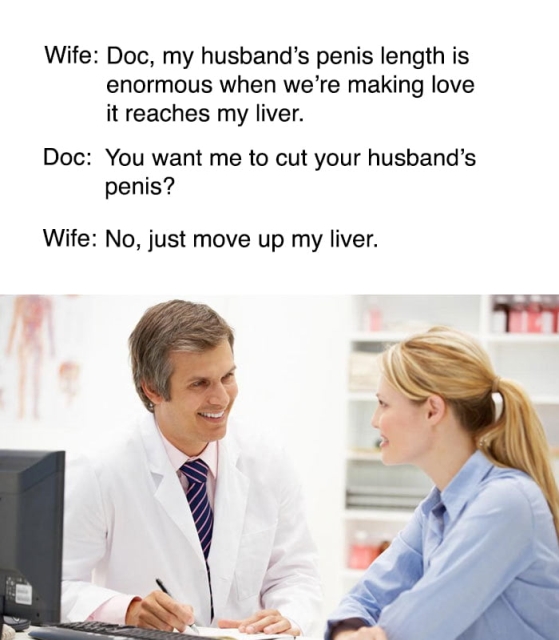 Wife: Doc, my husband's penis length is
enormous when we're making love
it reaches my liver.
Doc: You want me to cut your husband's
penis?
Wife: No, just move up my liver.